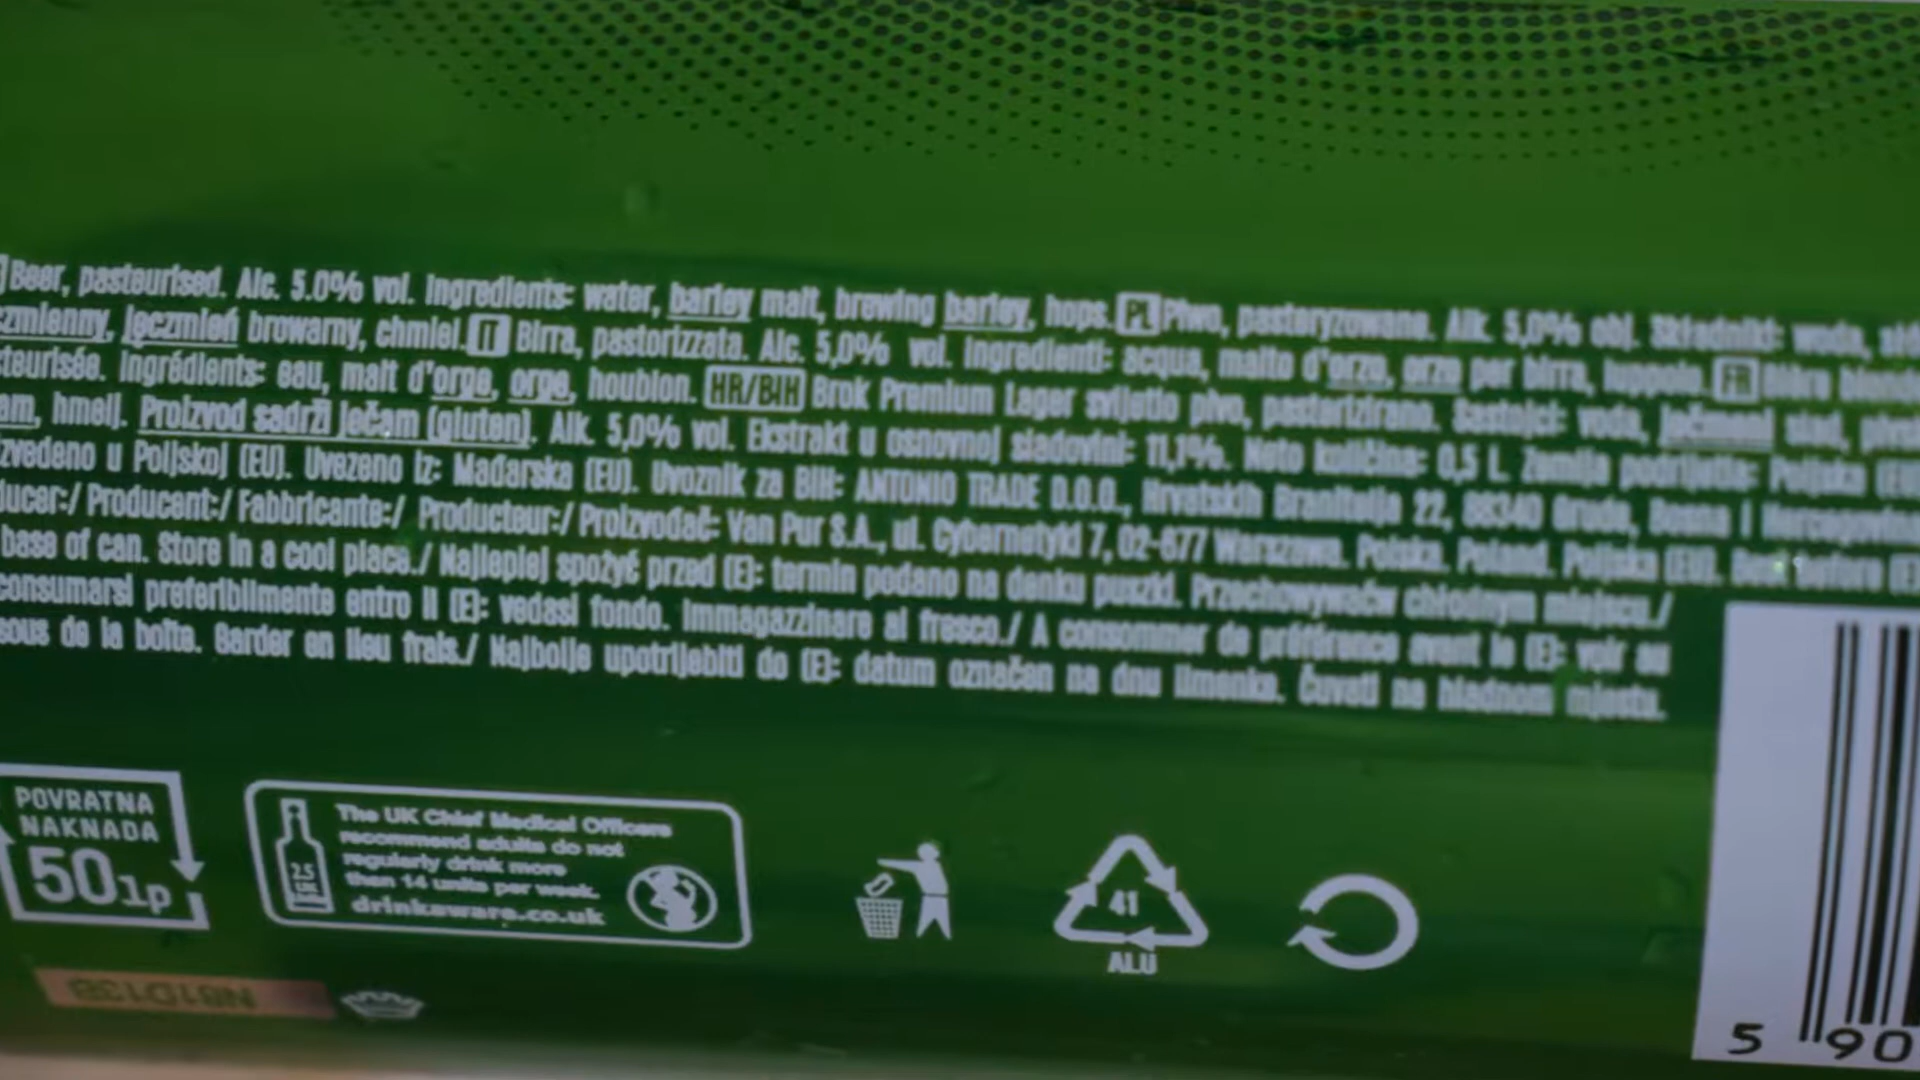 Beer, pasteurised. Alc. 5.0% vol. Ingredients: water, barley malt, brewing barley, hops. PL Piwo, pasteryzowane. Alk. 5,0% obj. Składniki: woda,
browarny, chmiel. IT Birra, pastorizzata. Alc. 5,0% vol. Ingredienti: acqua, malto d'orzo, orzo per birra, luppolo. FR
Ingrédients: eau, malt d'orge, orge, houblon. HR/BIH Brok Premium Lager svijetlo pivo, pasterizirano. Sastojci: voda, ječmeni slad,
hmelj. Proizvod sadrži ječam (gluten). Alk. 5,0% vol. Ekstrakt u osnovnoj sladovini: 11,1%. Neto količina: 0,5 L. Zemlja podrijetla: Poljska
u Poljskoj (EU). Uvezeno iz: Mađarska (EU). Uvoznik za BIH: ANTONIO TRADE D.O.O., Hrvatskih Branitelja 22, 88340 Grude, Bosna i Hercegovina
Producent:/ Fabbricante:/ Producteur:/ Proizvođač: Van Pur S.A., ul. Cybernetyki 7, 02-677 Warszawa. Polska. Poland. Poljska (EU). Best before (E)
base of can. Store in a cool place./ Najlepiej spożyć przed (E): termin podano na denku puszki. Przechowywać w chłodnym miejscu./
consumarsi preferibilmente entro il (E): vedasi fondo. Immagazzinare al fresco./ A consommer de préférence avant le (E): voir au
sous de la boîte. Garder en lieu frais./ Najbolje upotrijebiti do (E): datum označen na dnu limenke. Čuvati na hladnom mjestu.
POVRATNA
NAKNADA
50 lp
2.5
UK
The UK Chief Medical Officers
recommend adults do not
regularly drink more
than 14 units per week.
drinkaware.co.uk
41
ALU
5 90